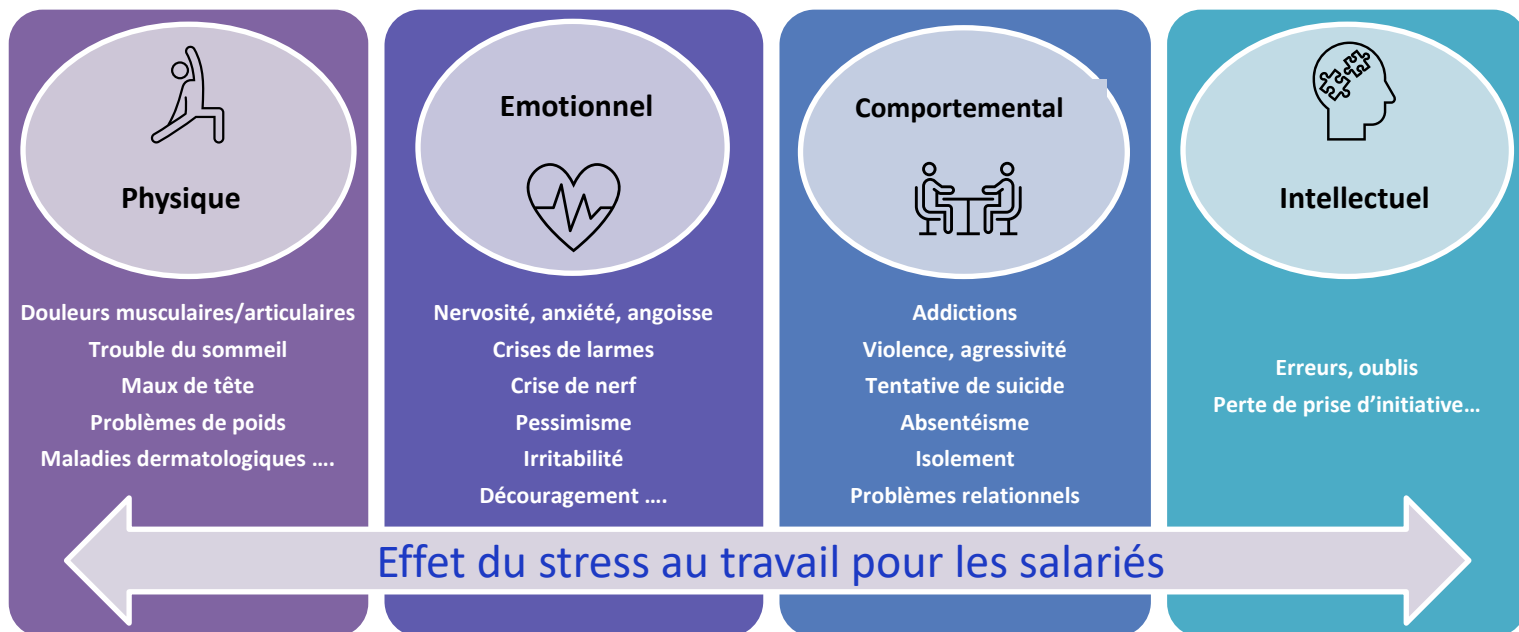 Physique
Douleurs musculaires/articulaires
Trouble du sommeil
Maux de tête
Problèmes de poids
Maladies dermatologiques ….
Emotionnel
Nervosité, anxiété, angoisse
Crises de larmes
Crise de nerf
Pessimisme
Irritabilité
Découragement ….
Comportemental
Addictions
Violence, agressivité
Tentative de suicide
Absentéisme
Isolement
Problèmes relationnels
Intellectuel
Erreurs, oublis
Perte de prise d’initiative…
Effet du stress au travail pour les salariés